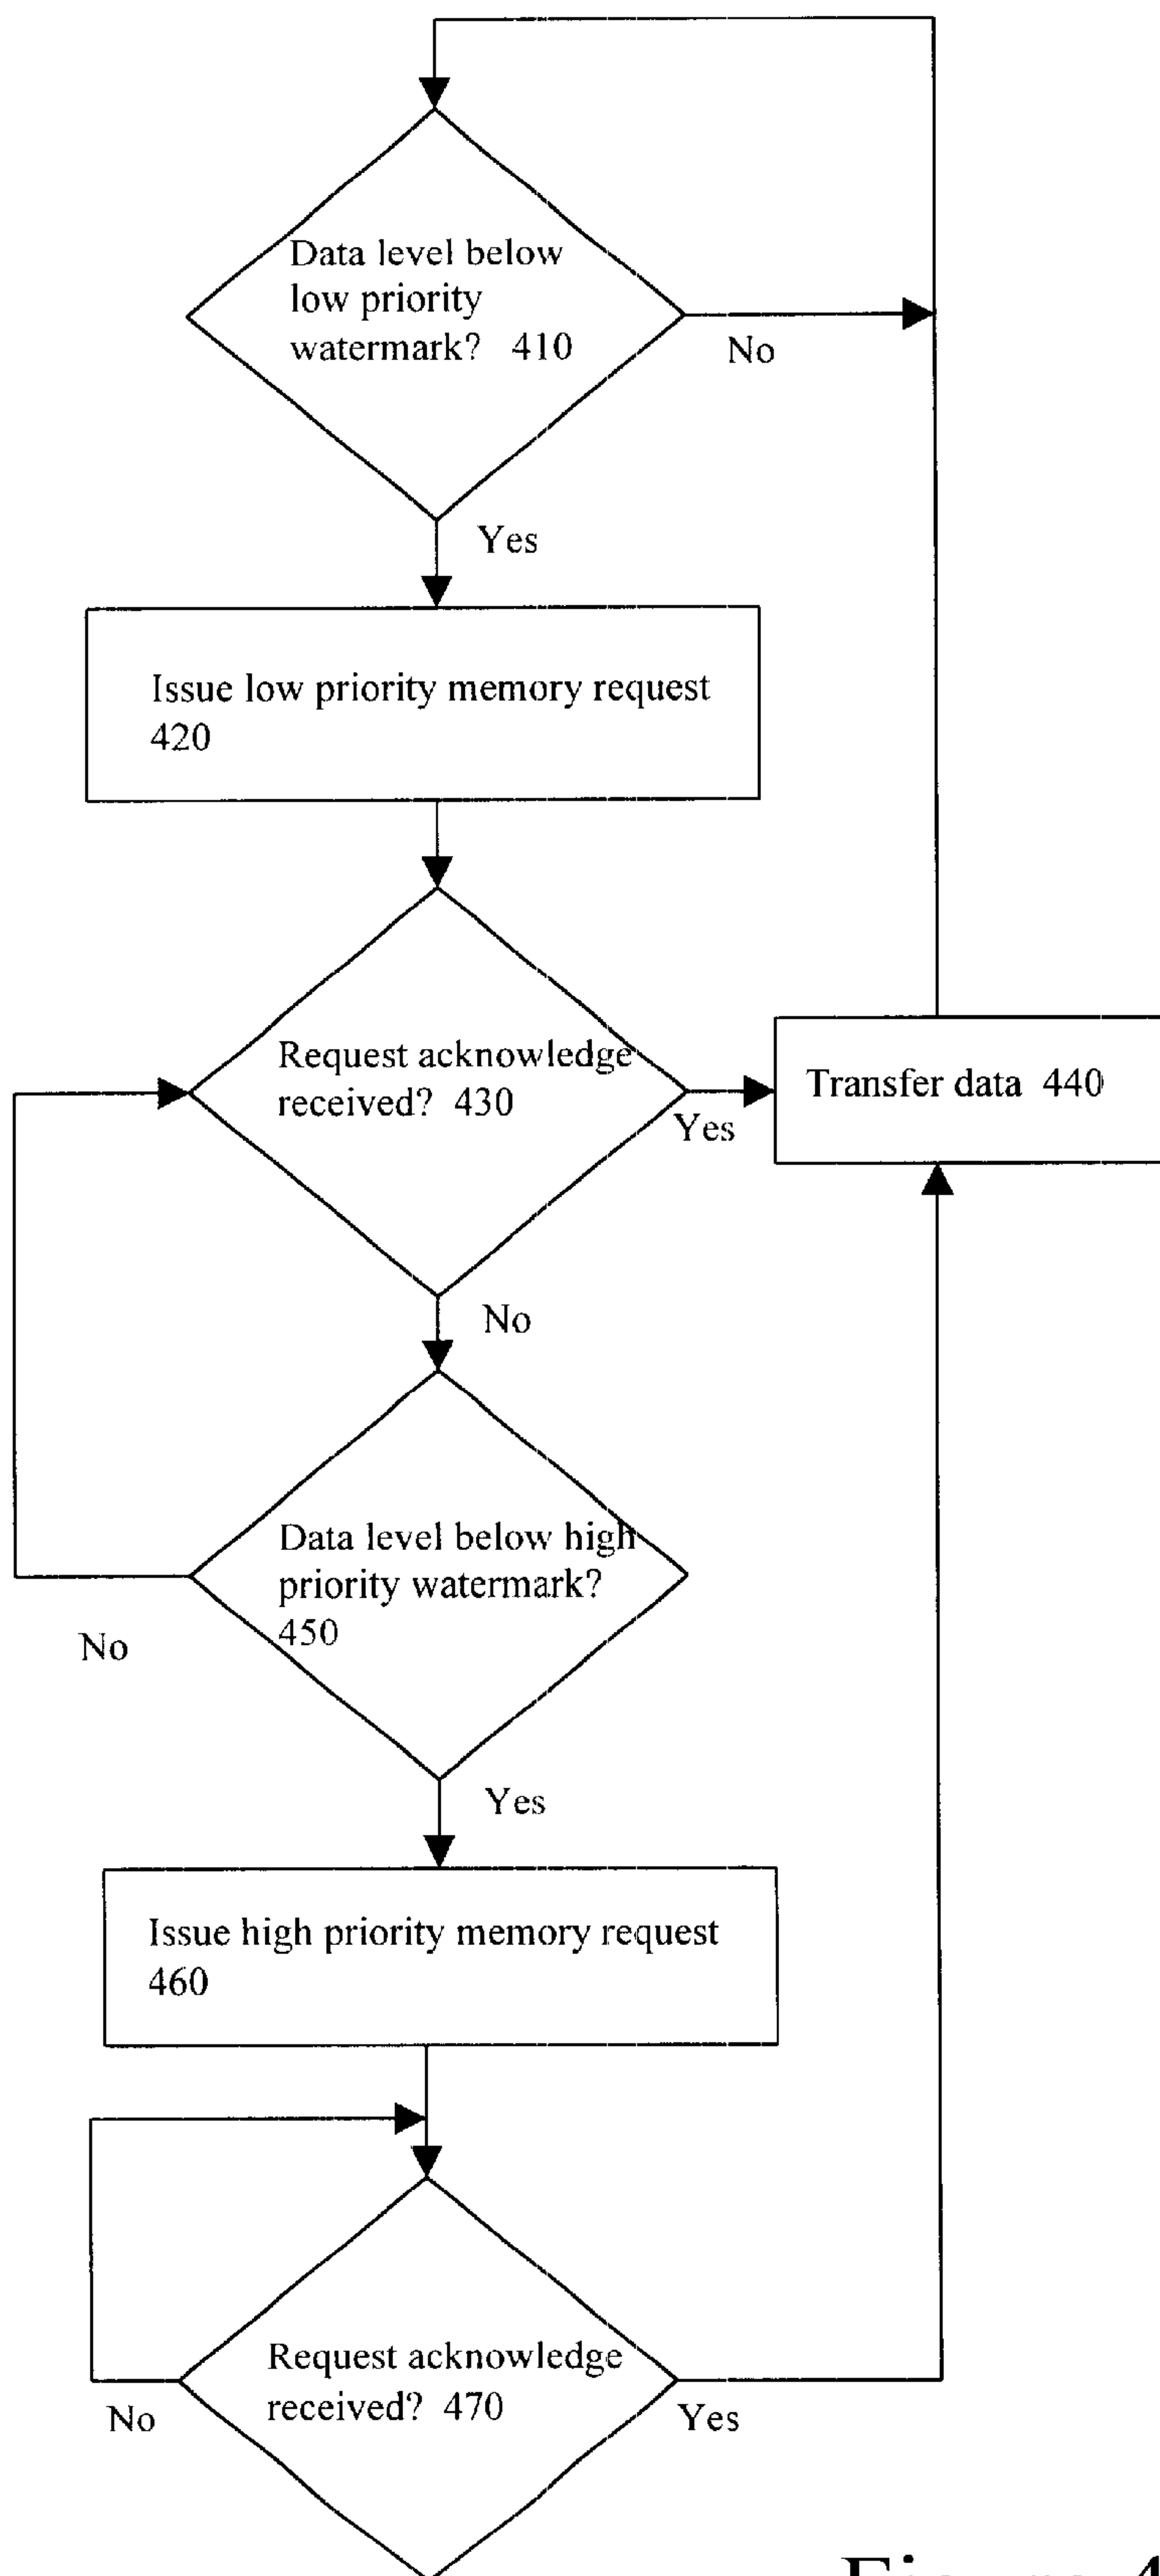 Data level below
low priority
watermark? 410
No
Yes
Issue low priority memory request
420
Request acknowledge
received? 430
Yes
Transfer data 440
No
Data level below high
priority watermark?
450
No
Yes
Issue high priority memory request
460
Request acknowledge
received? 470
No
Yes
Figure 4